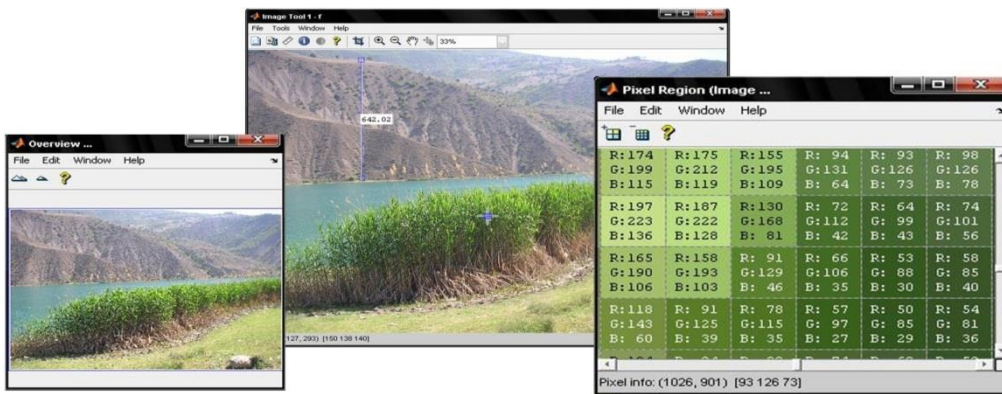 Image Tool 1 - f
File Tools Window Help
33%
642.02
127, 293) [150 138 140]
Overview ...
File Edit Window Help
Pixel Region (Image ...
File Edit Window Help
R:174 R:175 R:155 R: 94 R: 93 R: 98
G:199 G:212 G:195 G:131 G:126 G:126
B:115 B:119 B:109 B: 64 B: 73 B: 78
R:197 R:187 R:130 R: 72 R: 64 R: 74
G:223 G:222 G:168 G:112 G: 99 G:101
B:136 B:128 B: 81 B: 42 B: 43 B: 56
R:165 R:158 R: 91 R: 66 R: 53 R: 58
G:190 G:193 G:129 G:106 G: 88 G: 85
B:106 B:103 B: 46 B: 35 B: 30 B: 40
R:118 R: 91 R: 78 R: 57 R: 50 R: 54
G:143 G:125 G:115 G: 97 G: 85 G: 81
B: 60 B: 39 B: 35 B: 27 B: 29 B: 36
Pixel info: (1026, 901) [93 126 73]